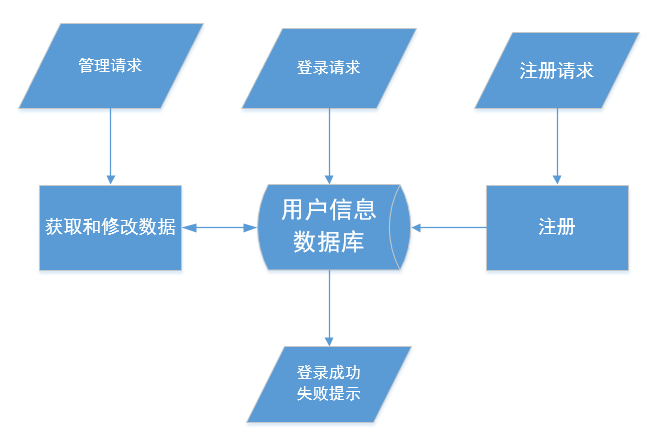 管理请求
登录请求
注册请求
获取和修改数据
用户信息
数据库
注册
登录成功
失败提示